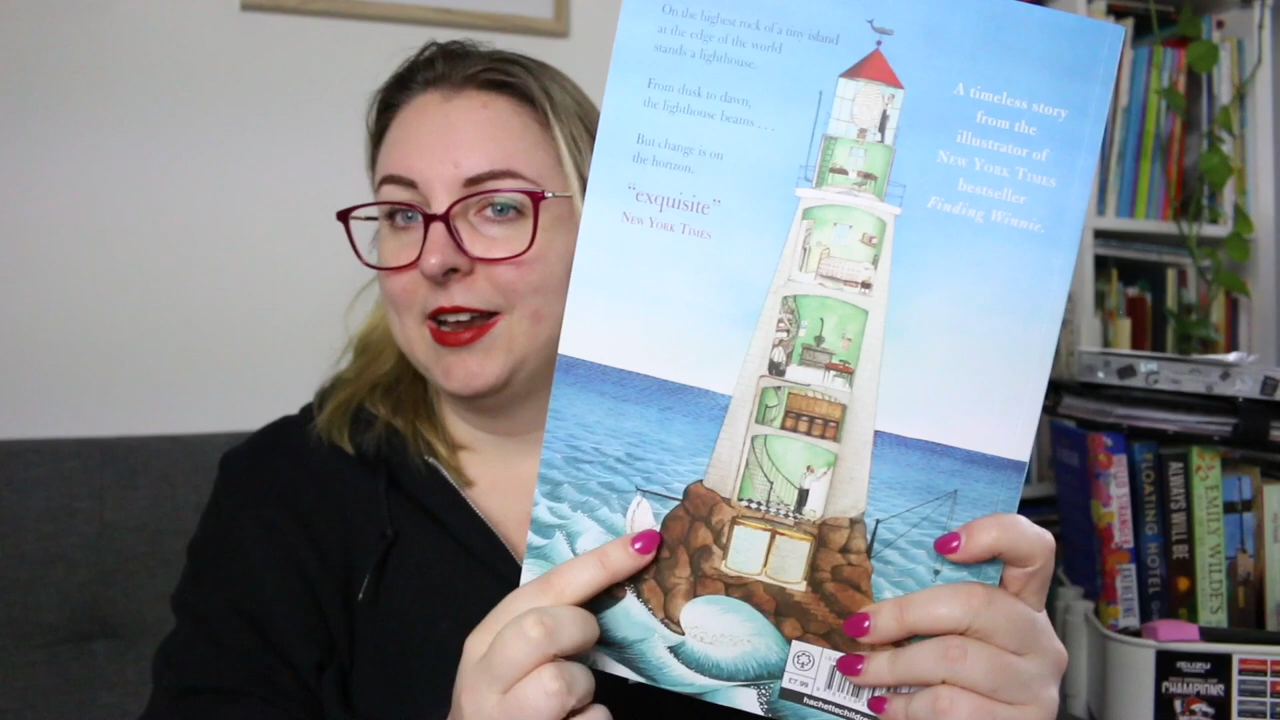 On the highest rock of a tiny island
at the edge of the world
stands a lighthouse.
From dusk to dawn,
the lighthouse beams . . .
But change is on
the horizon.
"exquisite"
New York Times
A timeless story
from the
illustrator of
New York Times
bestseller
Finding Winnie.
£7.99
FLOATING HOTEL
ALWAYS WILL BE
EMILY WILDE'S
ISUZU
CHAMPIONS